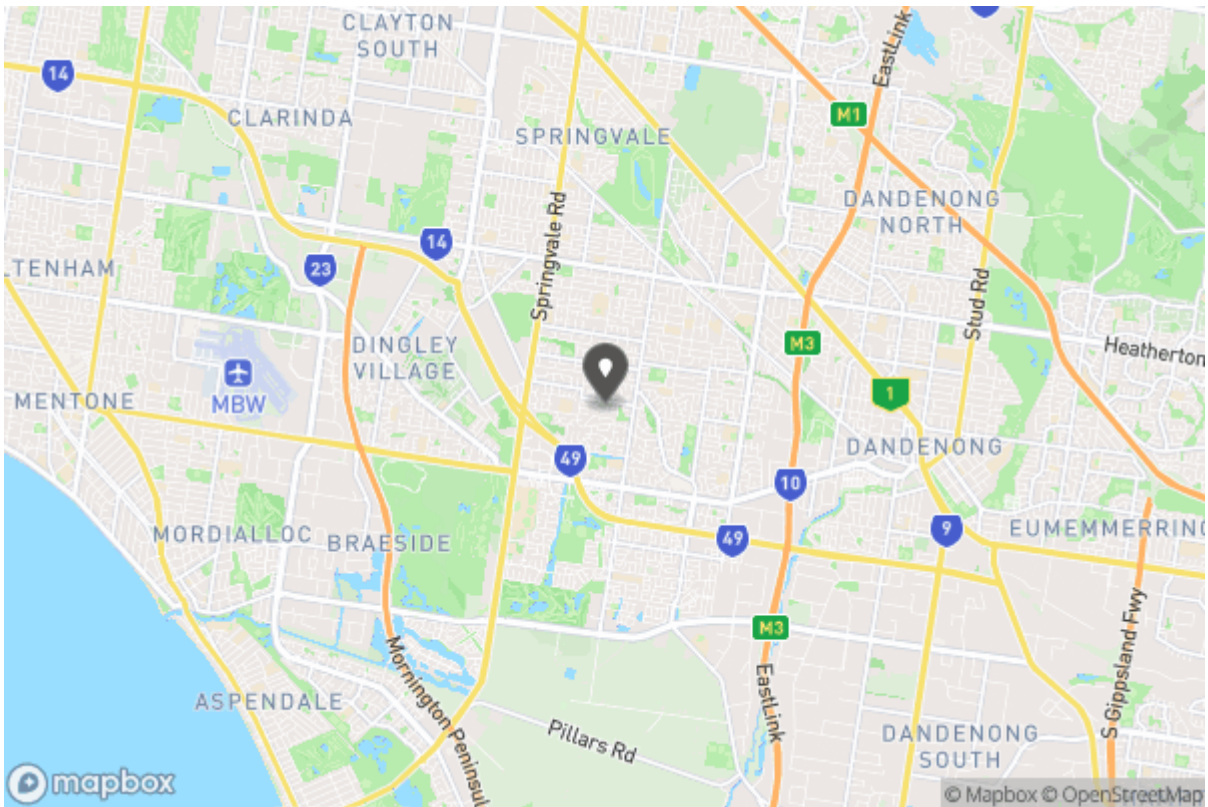 CLAYTON
SOUTH
EastLink
14
M1
CLARINDA
SPRINGVALE
DANDENONG
NORTH
Springvale Rd
14
23
LTENHAM
Stud Rd
DINGLEY
VILLAGE
M3
Heatherton
MBW
MENTONE
1
DANDENONG
49
10
MORDIALLOC
BRAESIDE
49
9
EUMEMMERRING
M3
Mornington Peninsul
EastLink
S Gippsland Fwy
ASPENDALE
Pillars Rd
DANDENONG
SOUTH
mapbox
© Mapbox © OpenStreetMap